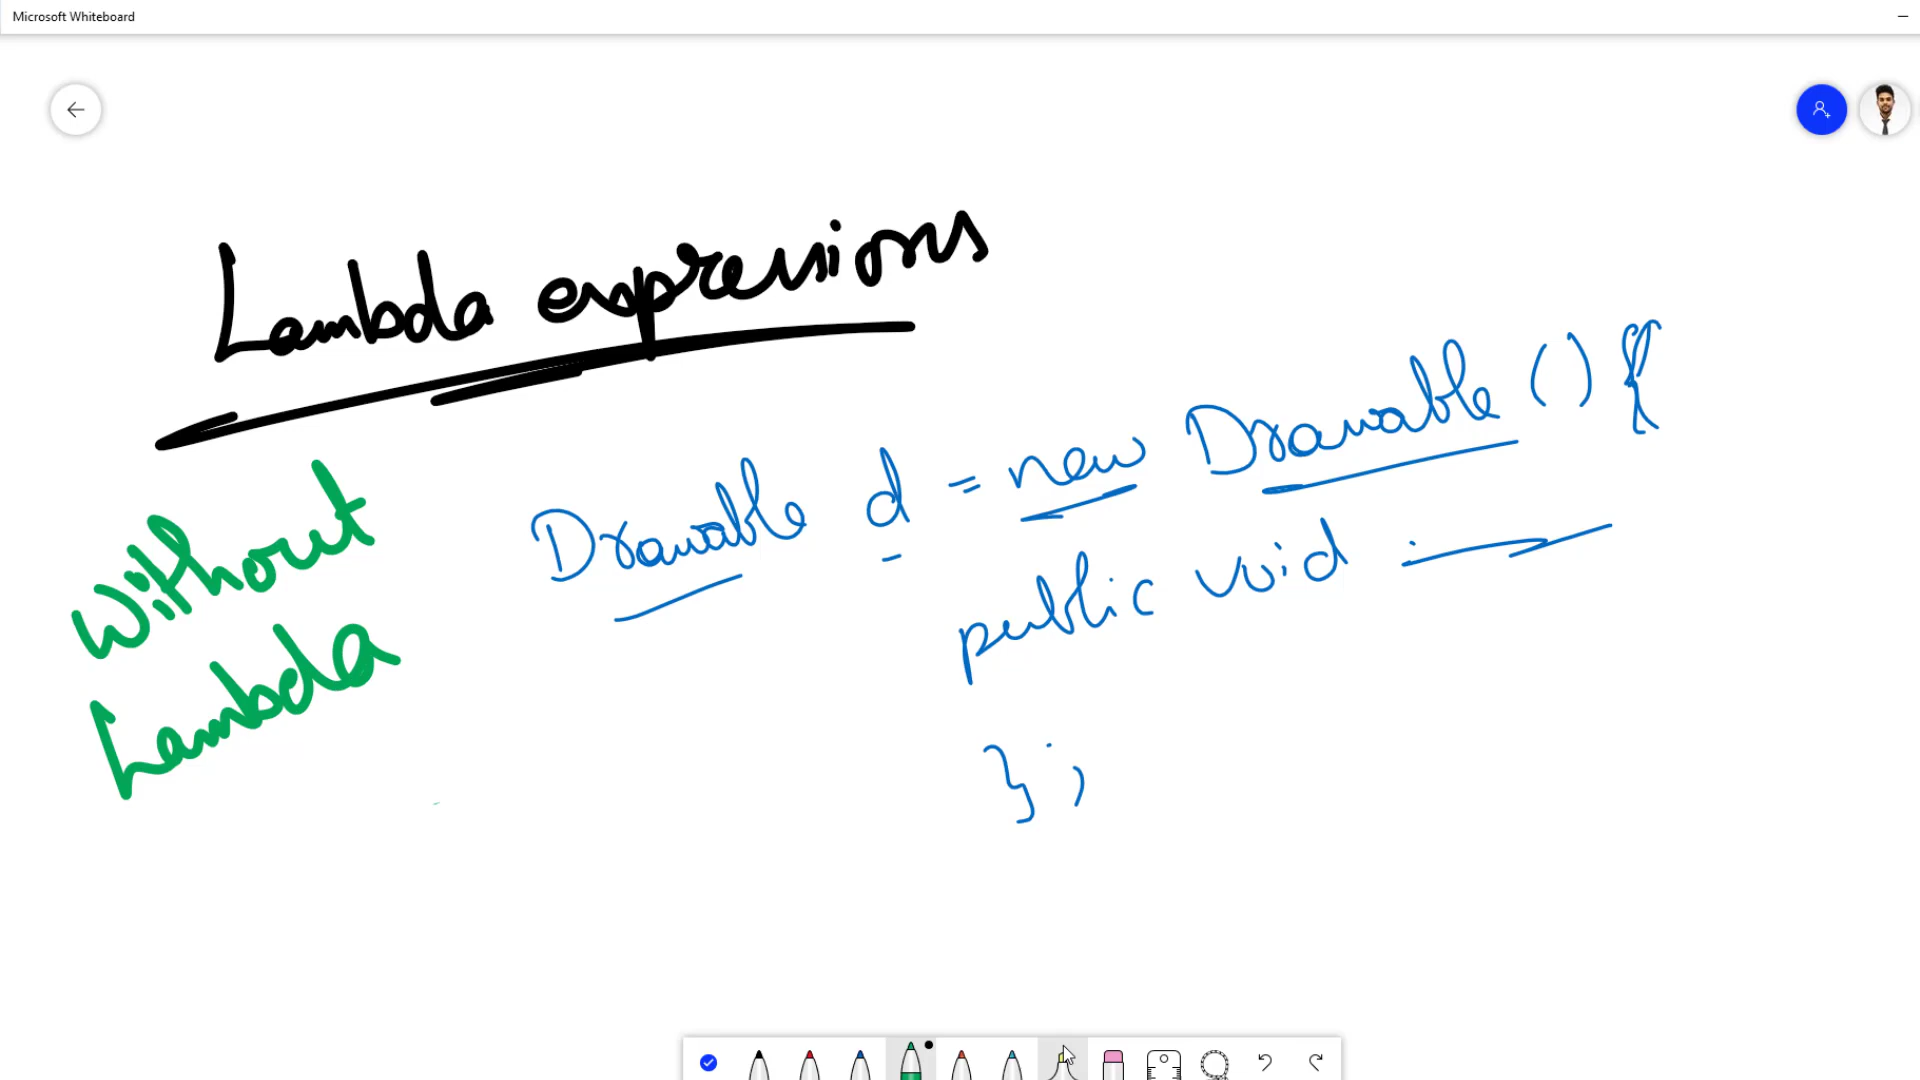 Microsoft Whiteboard
Lambda expressions
Without
Lambda
Drawable d = new Drawable () {
public void
} ;